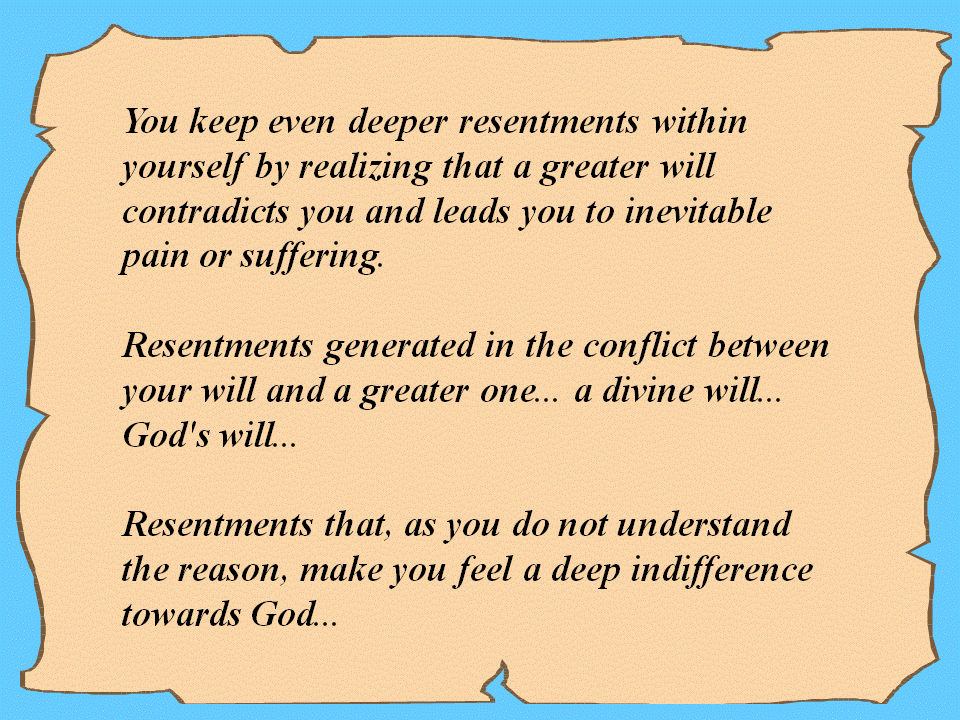 You keep even deeper resentments within
yourself by realizing that a greater will
contradicts you and leads you to inevitable
pain or suffering.
Resentments generated in the conflict between
your will and a greater one... a divine will...
God's will...
Resentments that, as you do not understand
the reason, make you feel a deep indifference
towards God...